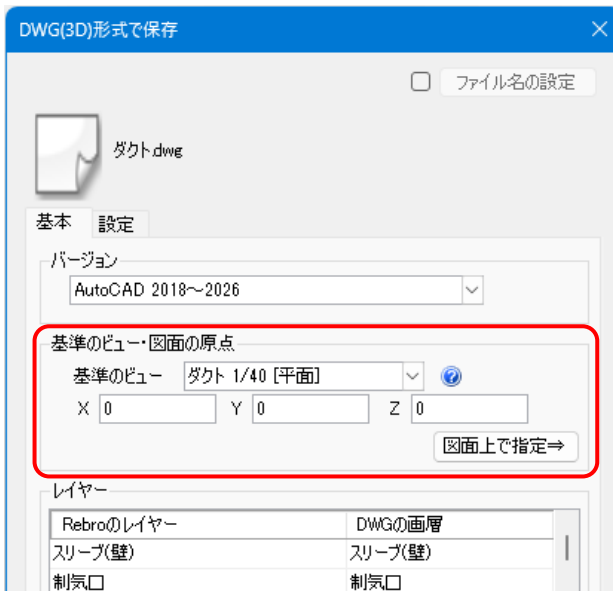 DWG(3D)形式で保存
ファイル名の設定
ダクト.dwg
基本 設定
バージョン
AutoCAD 2018～2026
基準のビュー・図面の原点
基準のビュー ダクト 1/40 [平面]
X 0 Y 0 Z 0
図面上で指定⇒
レイヤー
Rebroのレイヤー DWGの画層
スリーブ(壁) スリーブ(壁)
制気口 制気口